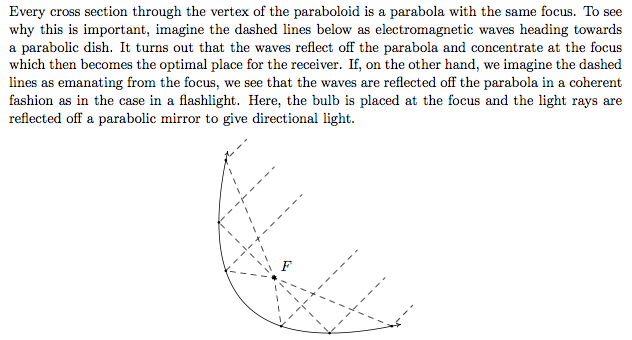 Every cross section through the vertex of the paraboloid is a parabola with the same focus. To see
why this is important, imagine the dashed lines below as electromagnetic waves heading towards
a parabolic dish. It turns out that the waves reflect off the parabola and concentrate at the focus
which then becomes the optimal place for the receiver. If, on the other hand, we imagine the dashed
lines as emanating from the focus, we see that the waves are reflected off the parabola in a coherent
fashion as in the case in a flashlight. Here, the bulb is placed at the focus and the light rays are
reflected off a parabolic mirror to give directional light.
F